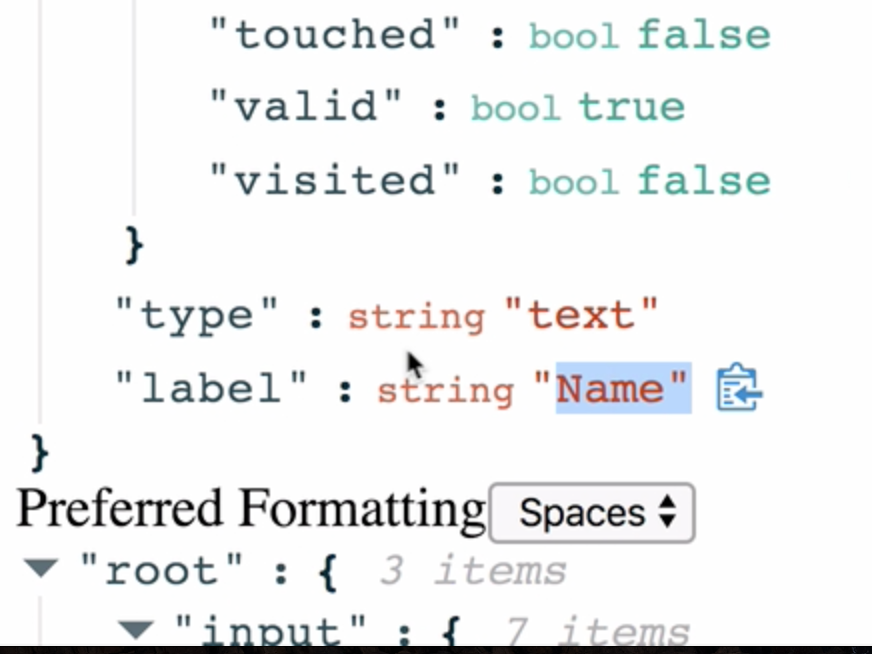 "touched" : bool false
"valid" : bool true
"visited" : bool false
}
"type" : string "text"
"label" : string "Name"
}
Preferred Formatting Spaces
"root" : { 3 items
"input" : { 7 items